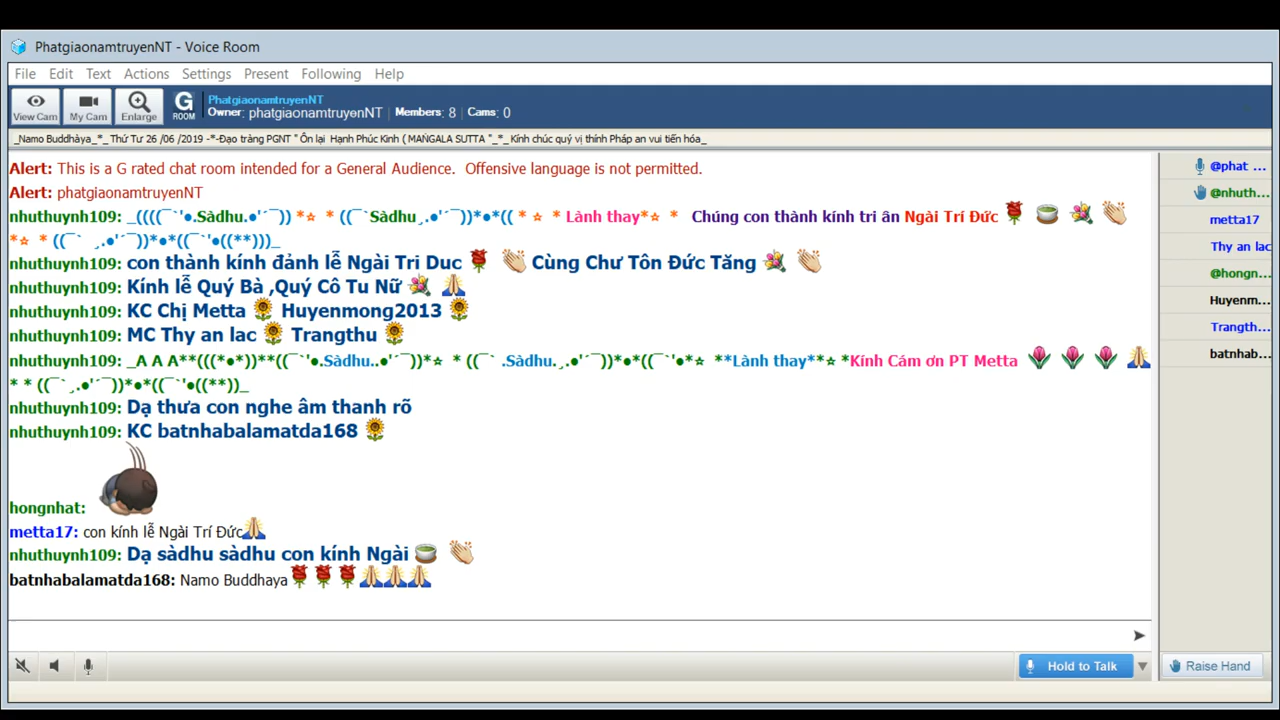 PhatgiaonamtruyenNT - Voice Room
File Edit Text Actions Settings Present Following Help
View Cam My Cam Enlarge G ROOM
PhatgiaonamtruyenNT
Owner: phatgiaonamtruyenNT Members: 8 Cams: 0
_Namo Buddhàya_*_ Thứ Tư 26 /06 /2019 -*-Đạo tràng PGNT " Ôn lại Hạnh Phúc Kinh ( MAṄGALA SUTTA "_*_ Kính chúc quý vị thính Pháp an vui tiến hóa_
Alert: This is a G rated chat room intended for a General Audience. Offensive language is not permitted.
Alert: phatgiaonamtruyenNT
nhuthuynh109: _((((¯`'●.Sàdhu.●'´¯)) *☆ * ((¯`Sàdhu¸.●'´¯))*●*(( * ☆ * Lành thay*☆ * Chúng con thành kính tri ân Ngài Trí Đức
*☆ * ((¯` ¸.●'´¯))*●*((¯`'●((**)))_
nhuthuynh109: con thành kính đảnh lễ Ngài Tri Duc Cùng Chư Tôn Đức Tăng
nhuthuynh109: Kính lễ Quý Bà ,Quý Cô Tu Nữ
nhuthuynh109: KC Chị Metta Huyenmong2013
nhuthuynh109: MC Thy an lac Trangthu
nhuthuynh109: _A A A**(((*●*))**((¯`'●.Sàdhu..●'´¯))*☆ * ((¯` .Sàdhu.¸.●'´¯))*●*((¯`'●*☆ **Lành thay**☆ *Kính Cám ơn PT Metta
* * ((¯`¸.●'´¯))*●*((¯`'●((**))_
nhuthuynh109: Dạ thưa con nghe âm thanh rõ
nhuthuynh109: KC batnhabalamatda168
hongnhat:
metta17: con kính lễ Ngài Trí Đức
nhuthuynh109: Dạ sàdhu sàdhu con kính Ngài
batnhabalamatda168: Namo Buddhaya
@phat ...
@nhuth...
metta17
Thy an lac
@hongn...
Huyenm...
Trangth...
batnhab...
Hold to Talk
Raise Hand